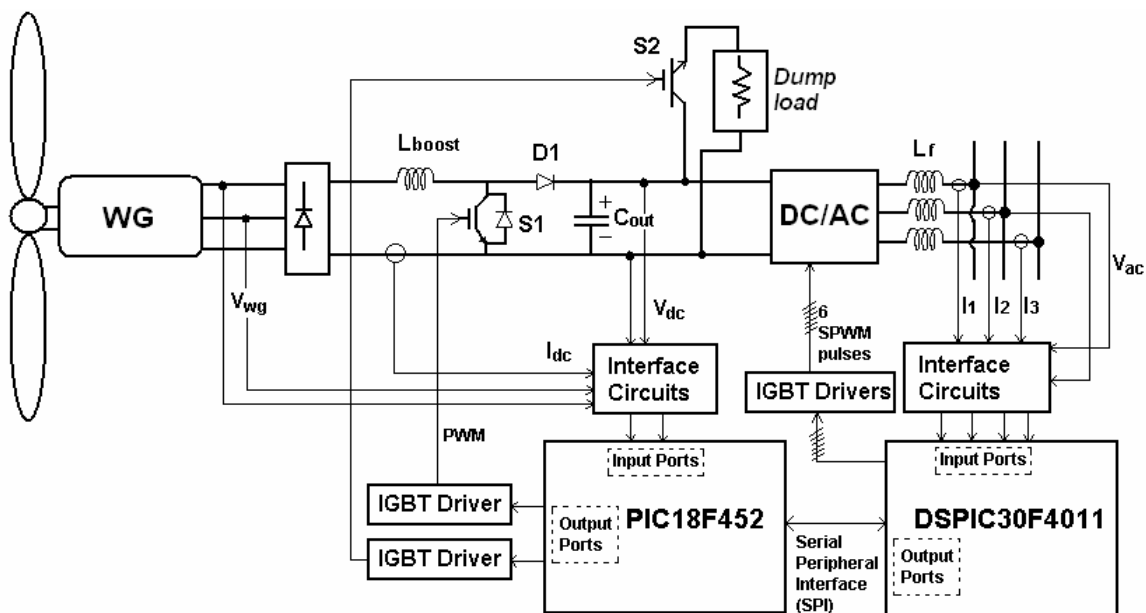 S2
Dump
load
Lboost
D1
Lf
WG
S1
+
Cout
−
DC/AC
Vac
Vwg
Vdc
6
SPWM
pulses
I1
I2
I3
Idc
Interface
Circuits
Interface
Circuits
IGBT Drivers
PWM
Input Ports
Input Ports
IGBT Driver
PIC18F452
DSPIC30F4011
Output
Ports
IGBT Driver
Serial
Peripheral
Interface
(SPI)
Output
Ports